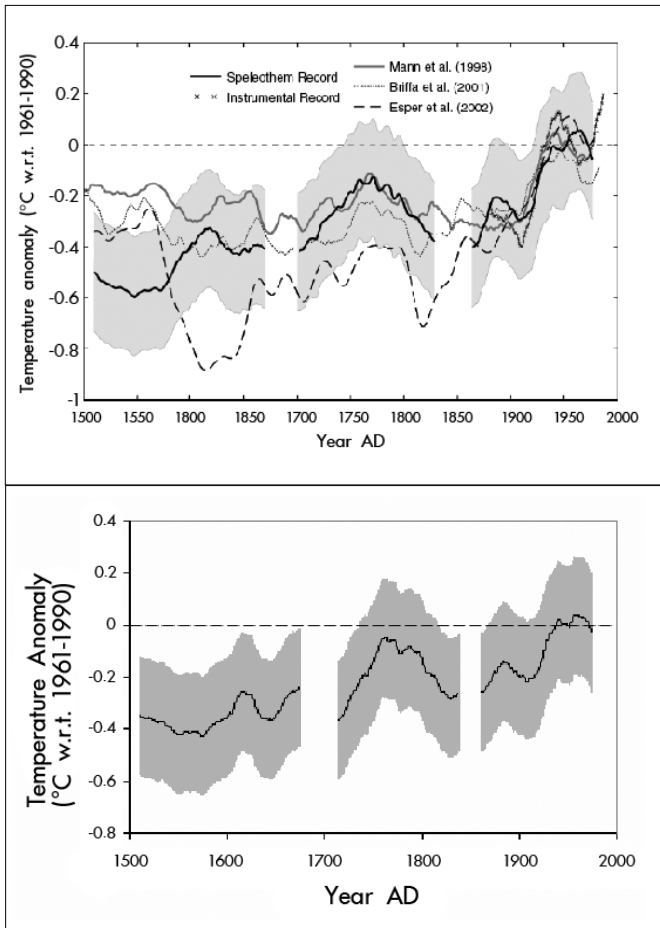 0.4
0.2
0
-0.2
-0.4
-0.6
-0.8
-1
Temperature anomaly (°C w.r.t. 1961-1990)
Spelecthem Record
Instrumental Record
Mann et al. (1998)
Briffa et al. (2001)
Esper et al. (2002)
1500 1550 1600 1650 1700 1750 1800 1850 1900 1950 2000
Year AD
0.4
0.2
0
-0.2
-0.4
-0.6
-0.8
Temperature Anomaly
(°C w.r.t. 1961-1990)
1500 1600 1700 1800 1900 2000
Year AD